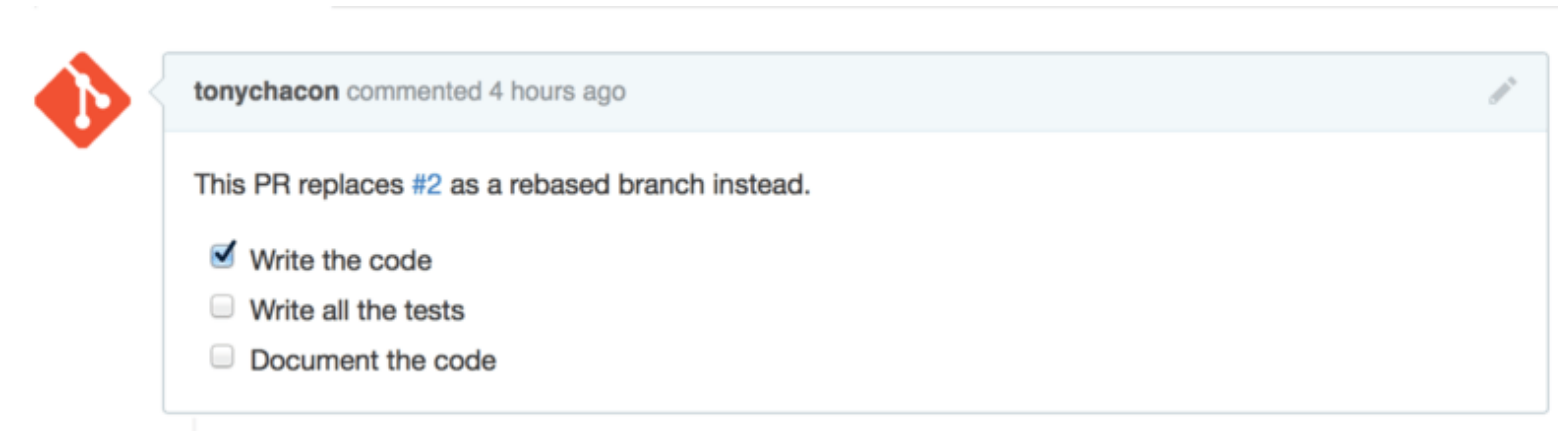 tonychacon commented 4 hours ago
This PR replaces #2 as a rebased branch instead.
Write the code
Write all the tests
Document the code